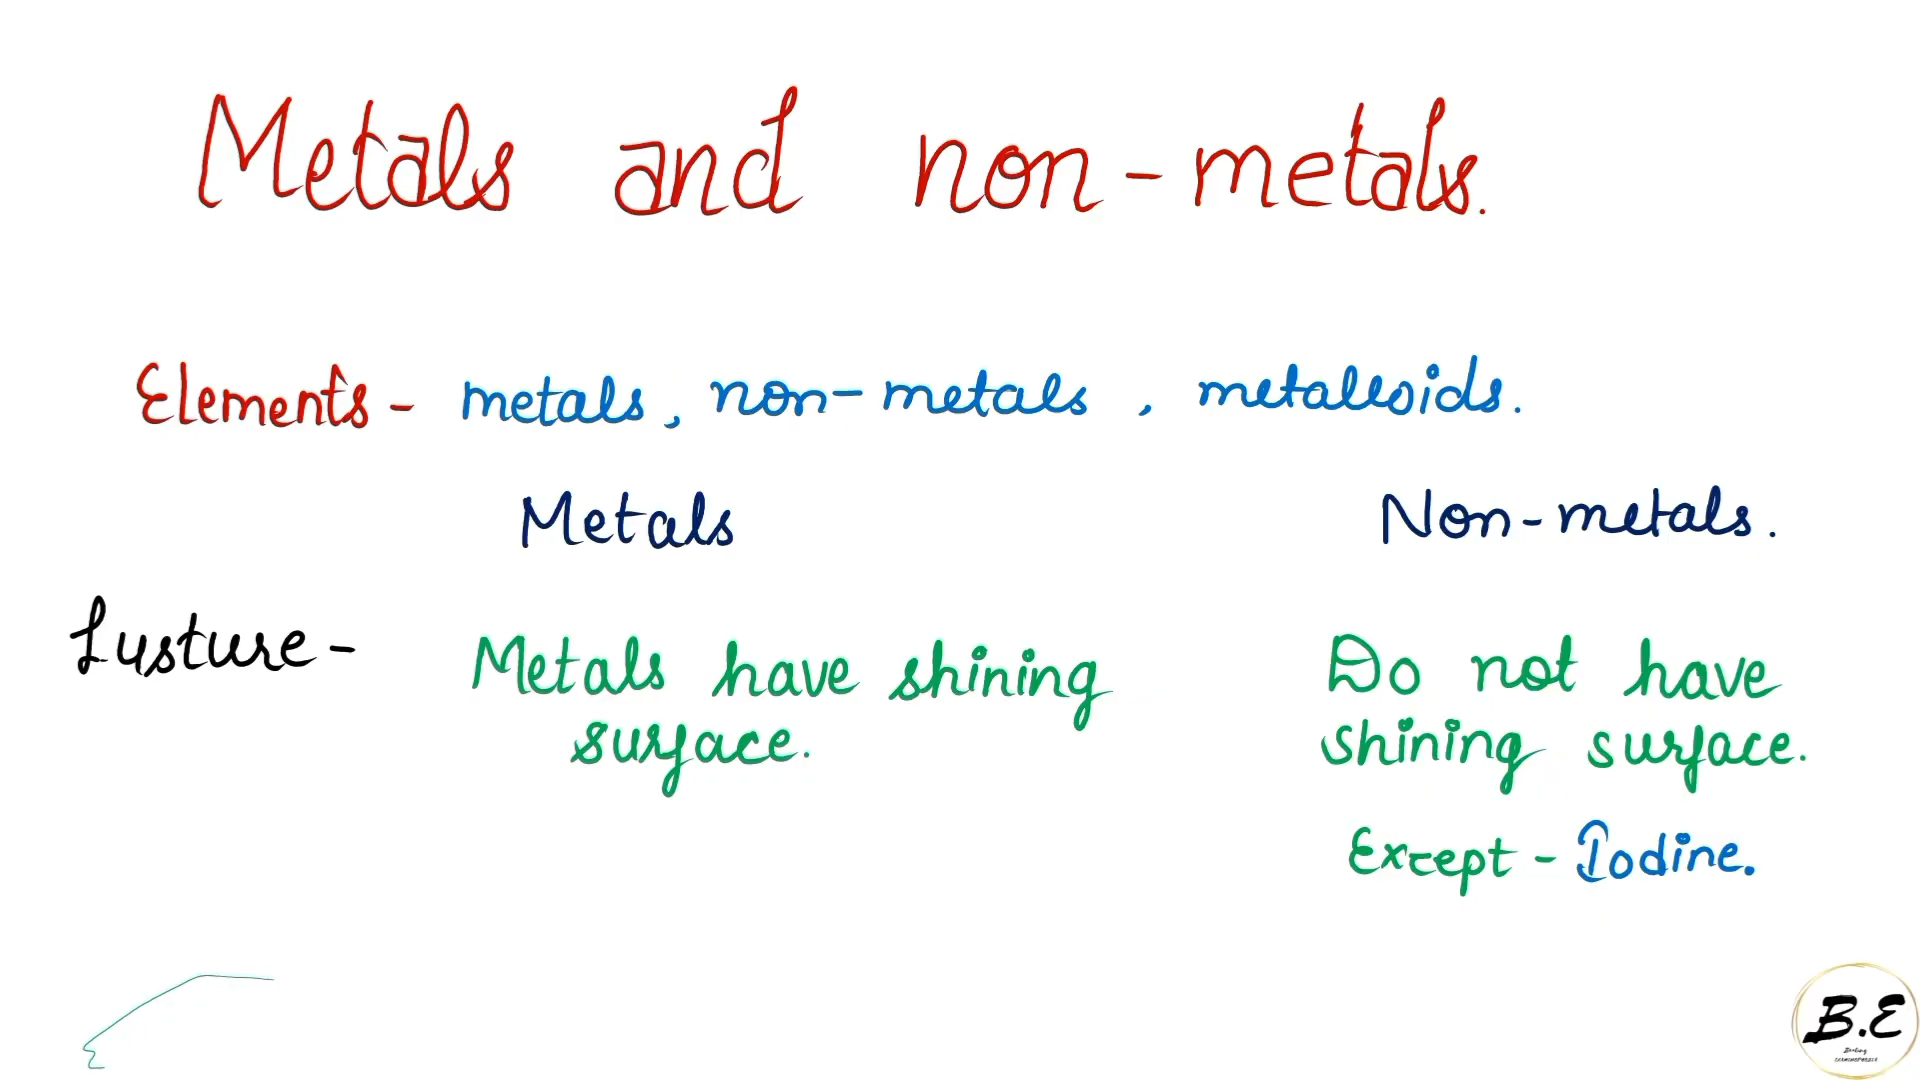 Metals and non-metals.
Elements - metals, non-metals, metalloids.
Metals Non-metals.
Lusture - Metals have shining Do not have
surface. shining surface.
Except - Iodine.
B.E